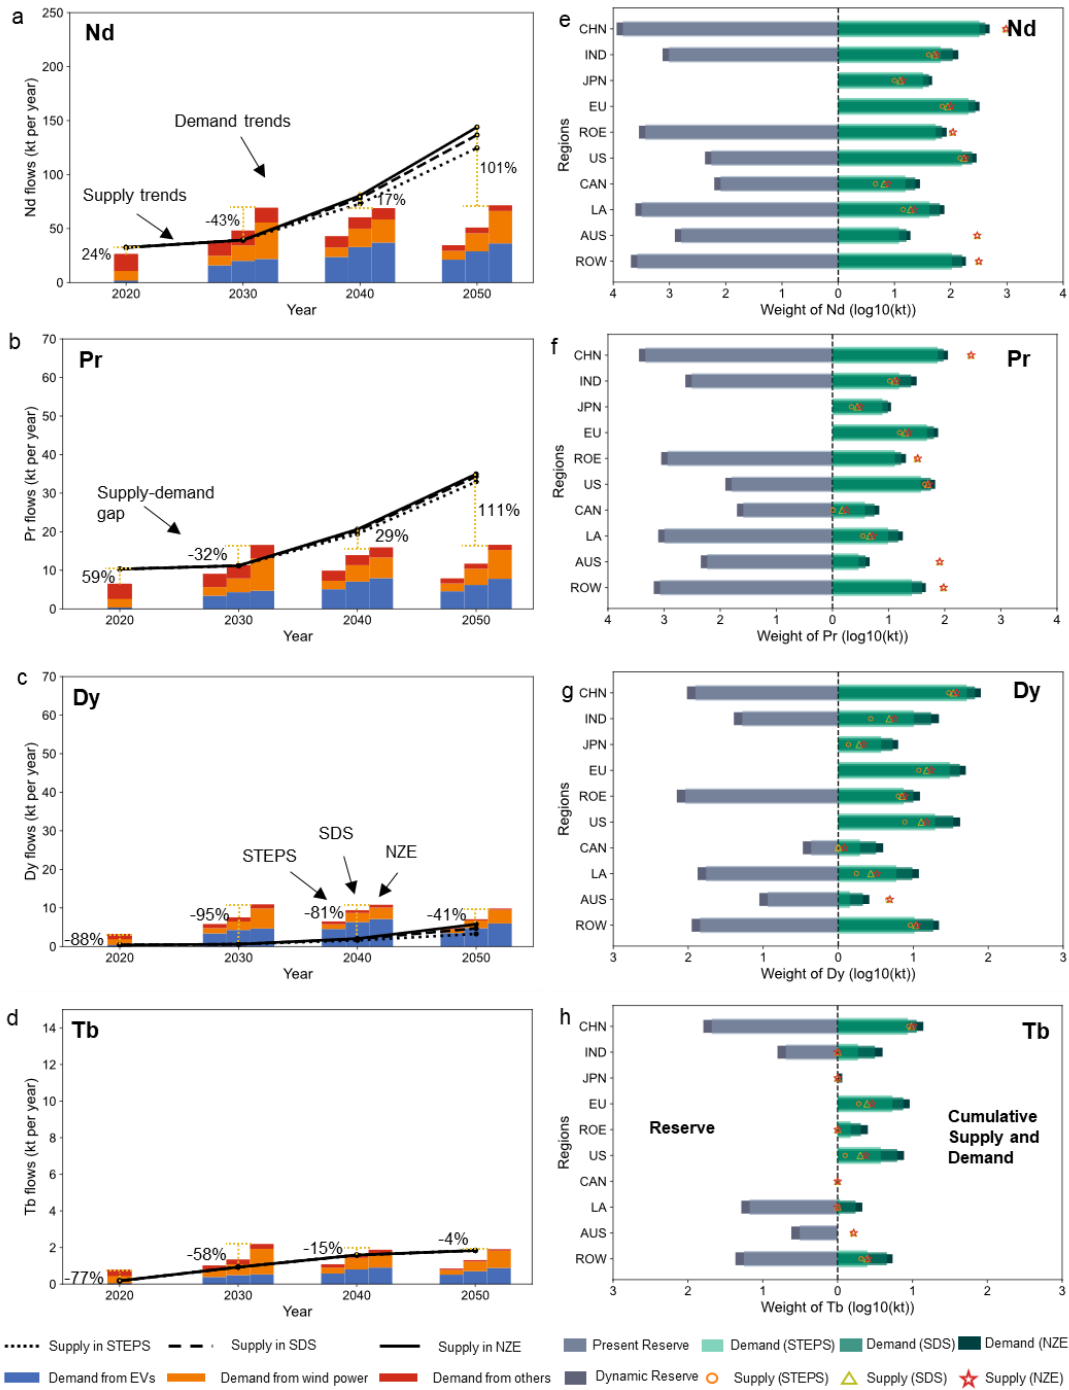 a
Nd
Nd flows (kt per year)
250
200
150
100
50
0
Demand trends
Supply trends
24%
-43%
17%
101%
2020
2030
2040
2050
Year
e
Nd
Regions
CHN
IND
JPN
EU
ROE
US
CAN
LA
AUS
ROW
4 3 2 1 0 1 2 3 4
Weight of Nd (log10(kt))
b
Pr
Pr flows (kt per year)
70
60
50
40
30
20
10
0
Supply-demand
gap
59%
-32%
29%
111%
2020
2030
2040
2050
Year
f
Pr
Regions
CHN
IND
JPN
EU
ROE
US
CAN
LA
AUS
ROW
4 3 2 1 0 1 2 3 4
Weight of Pr (log10(kt))
c
Dy
Dy flows (kt per year)
70
60
50
40
30
20
10
0
STEPS
SDS
NZE
-88%
-95%
-81%
-41%
2020
2030
2040
2050
Year
g
Dy
Regions
CHN
IND
JPN
EU
ROE
US
CAN
LA
AUS
ROW
3 2 1 0 1 2 3
Weight of Dy (log10(kt))
d
Tb
Tb flows (kt per year)
14
12
10
8
6
4
2
0
-77%
-58%
-15%
-4%
2020
2030
2040
2050
Year
h
Tb
Regions
CHN
IND
JPN
EU
ROE
US
CAN
LA
AUS
ROW
Reserve
Cumulative
Supply and
Demand
3 2 1 0 1 2 3
Weight of Tb (log10(kt))
Supply in STEPS
Supply in SDS
Supply in NZE
Present Reserve
Demand (STEPS)
Demand (SDS)
Demand (NZE
Demand from EVs
Demand from wind power
Demand from others
Dynamic Reserve
Supply (STEPS)
Supply (SDS)
Supply (NZE)